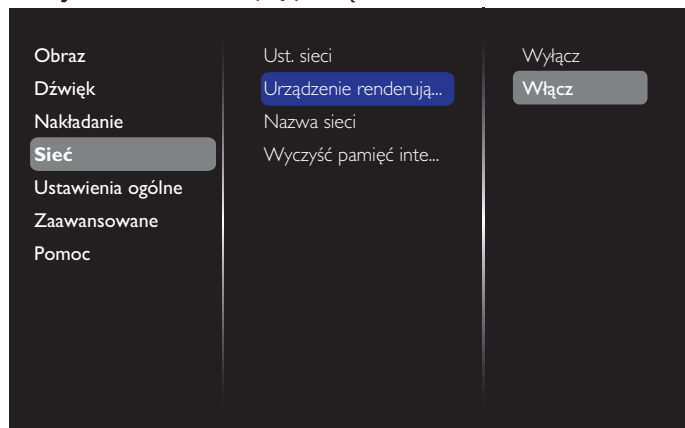 Obraz
Dźwięk
Nakładanie
Sieć
Ustawienia ogólne
Zaawansowane
Pomoc
Ust. sieci
Urządzenie renderują...
Nazwa sieci
Wyczyść pamięć inte...
Wyłącz
Włącz